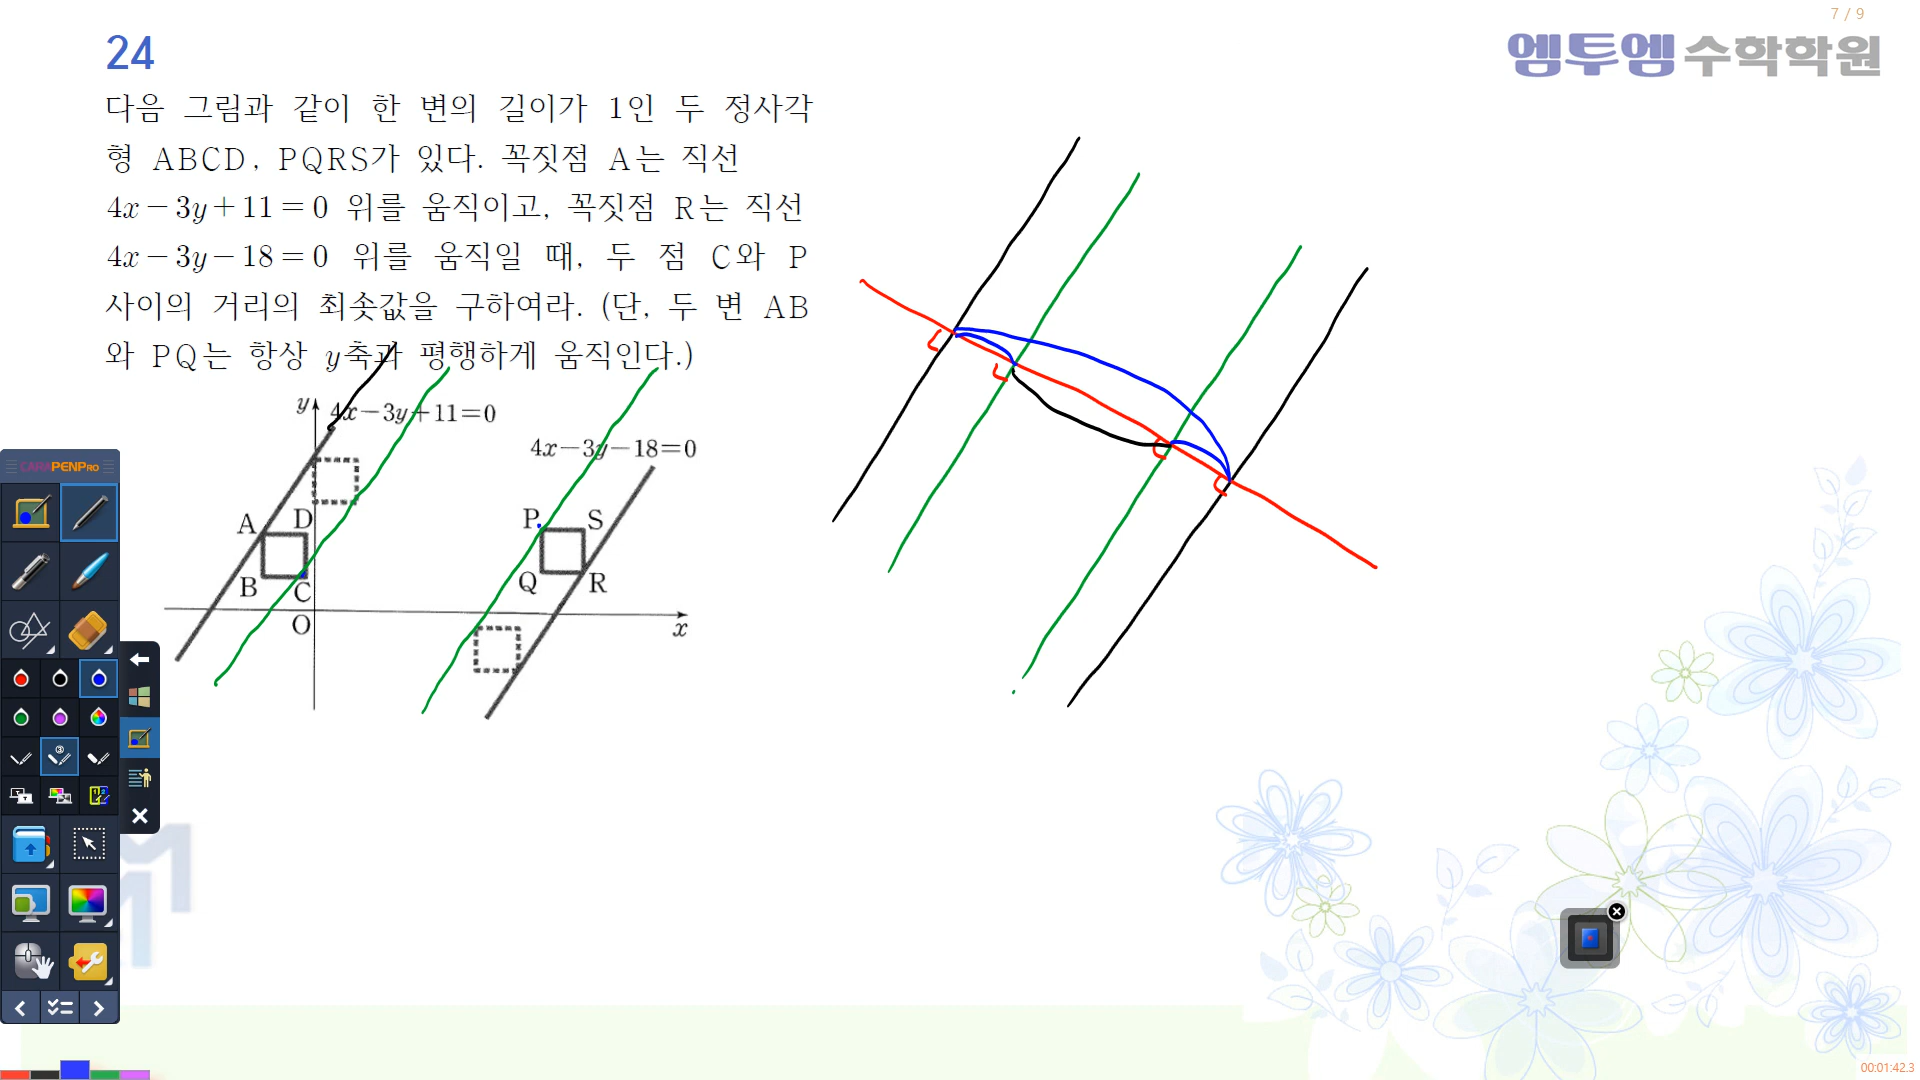 7 / 9
엠투엠 수학학원
24
다음 그림과 같이 한 변의 길이가 1인 두 정사각
형 ABCD, PQRS가 있다. 꼭짓점 A는 직선
4x-3y+11=0 위를 움직이고, 꼭짓점 R는 직선
4x-3y-18=0 위를 움직일 때, 두 점 C와 P
사이의 거리의 최솟값을 구하여라. (단, 두 변 AB
와 PQ는 항상 y축과 평행하게 움직인다.)
y
4x-3y+11=0
4x-3y-18=0
A D
P S
B C
Q R
O
x
CARAPENPRO
00:01:42.3